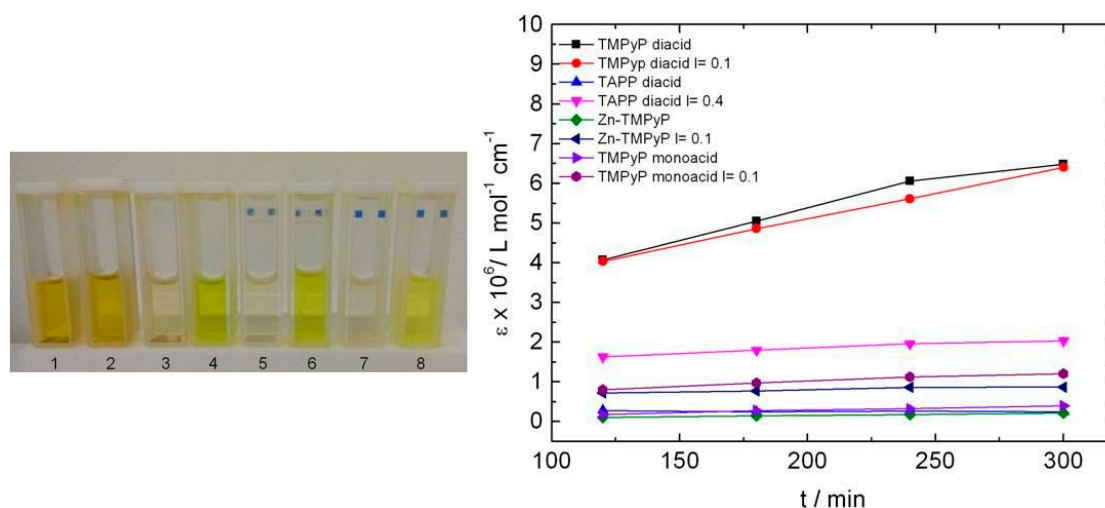 1 2 3 4 5 6 7 8
TMPyP diacid
TMPyp diacid I= 0.1
TAPP diacid
TAPP diacid I= 0.4
Zn-TMPyP
Zn-TMPyP I= 0.1
TMPyP monoacid
TMPyP monoacid I= 0.1
ε x 10⁶/ L mol⁻¹ cm⁻¹
10
9
8
7
6
5
4
3
2
1
0
100 150 200 250 300
t / min